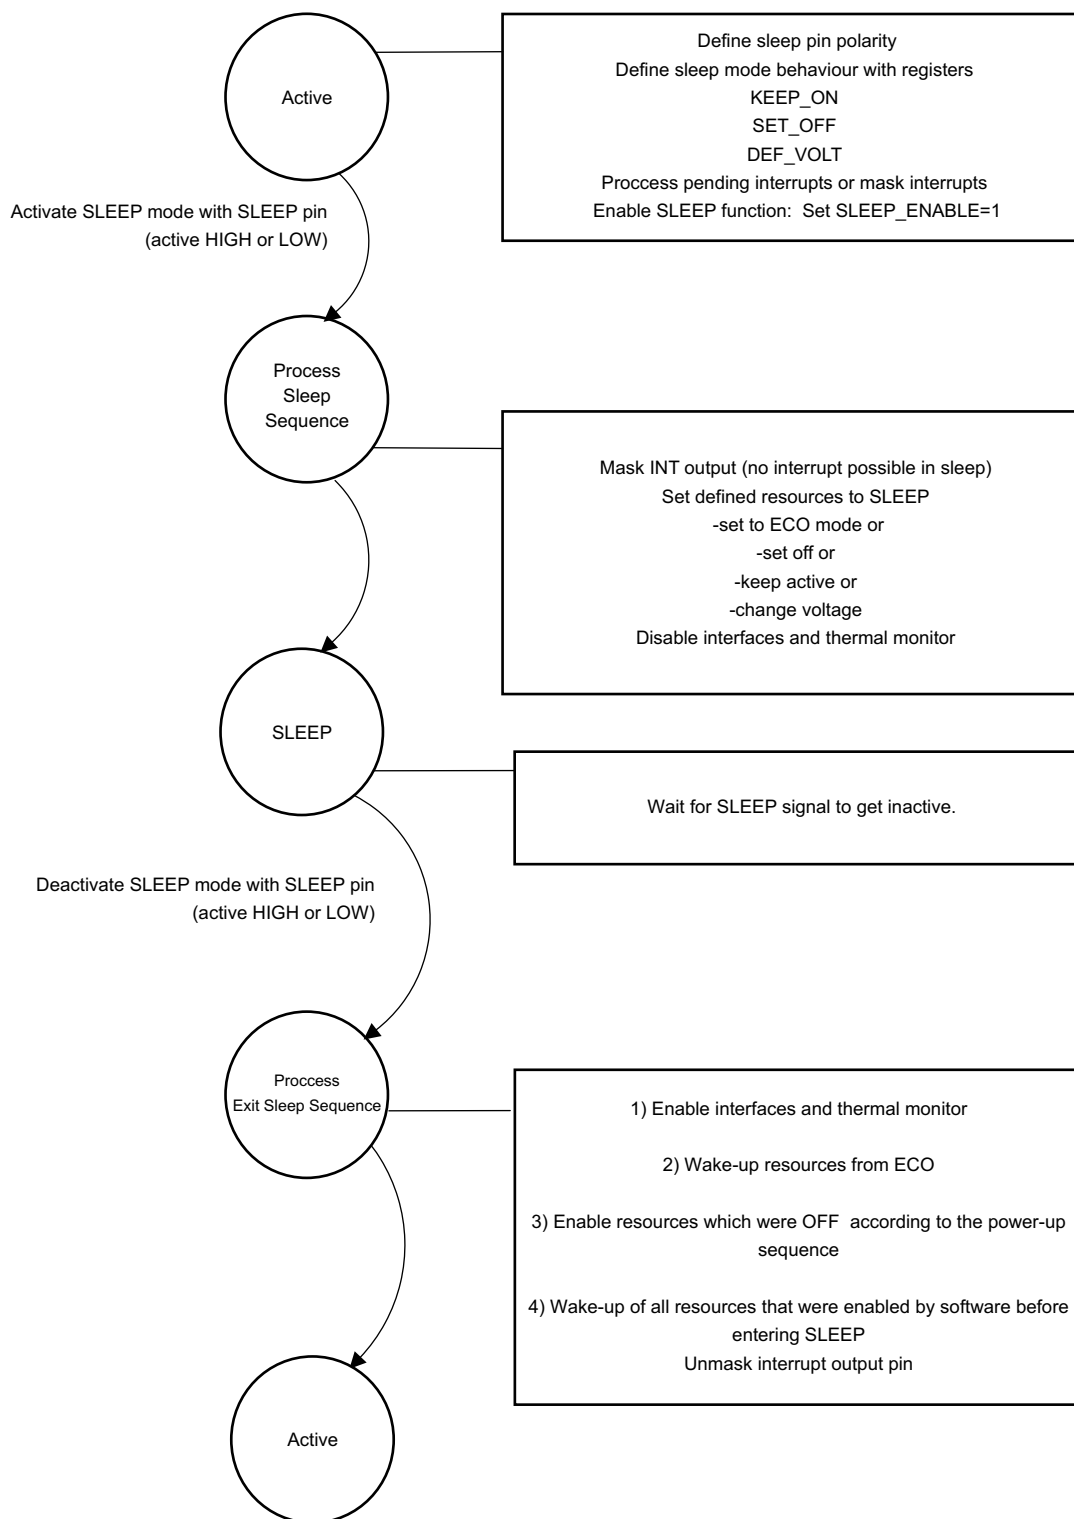 Active
Define sleep pin polarity
Define sleep mode behaviour with registers
KEEP_ON
SET_OFF
DEF_VOLT
Proccess pending interrupts or mask interrupts
Enable SLEEP function:  Set SLEEP_ENABLE=1
Activate SLEEP mode with SLEEP pin
(active HIGH or LOW)
Process
Sleep
Sequence
Mask INT output (no interrupt possible in sleep)
Set defined resources to SLEEP
-set to ECO mode or
-set off or
-keep active or
-change voltage
Disable interfaces and thermal monitor
SLEEP
Wait for SLEEP signal to get inactive.
Deactivate SLEEP mode with SLEEP pin
(active HIGH or LOW)
Proccess
Exit Sleep Sequence
1) Enable interfaces and thermal monitor
2) Wake-up resources from ECO
3) Enable resources which were OFF  according to the power-up
sequence
4) Wake-up of all resources that were enabled by software before
entering SLEEP
Unmask interrupt output pin
Active